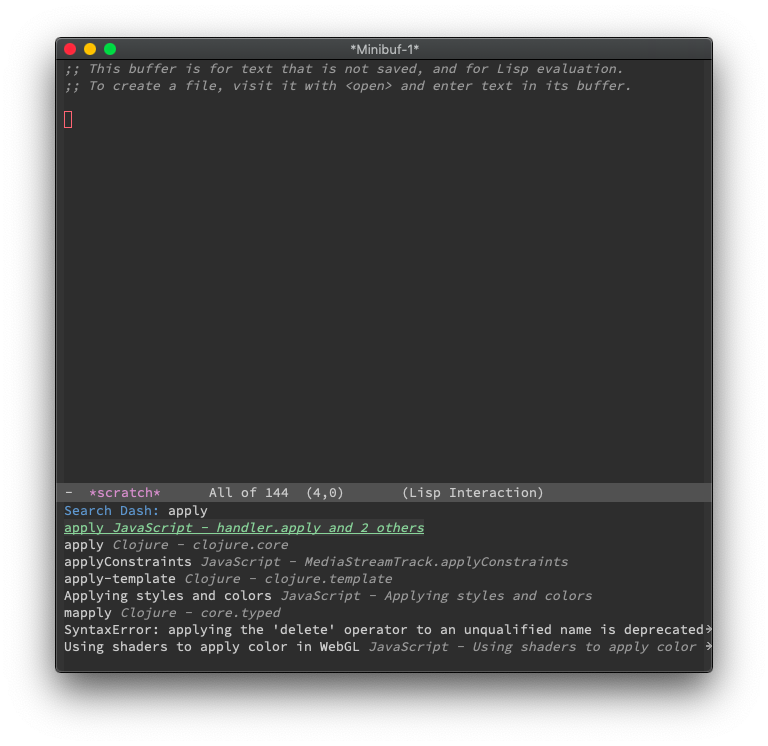 *Minibuf-1*
;; This buffer is for text that is not saved, and for Lisp evaluation.
;; To create a file, visit it with <open> and enter text in its buffer.
-  *scratch*      All of 144  (4,0)       (Lisp Interaction)
Search Dash: apply
apply JavaScript - handler.apply and 2 others
apply Clojure - clojure.core
applyConstraints JavaScript - MediaStreamTrack.applyConstraints
apply-template Clojure - clojure.template
Applying styles and colors JavaScript - Applying styles and colors
mapply Clojure - core.typed
SyntaxError: applying the 'delete' operator to an unqualified name is deprecated→
Using shaders to apply color in WebGL JavaScript - Using shaders to apply color →